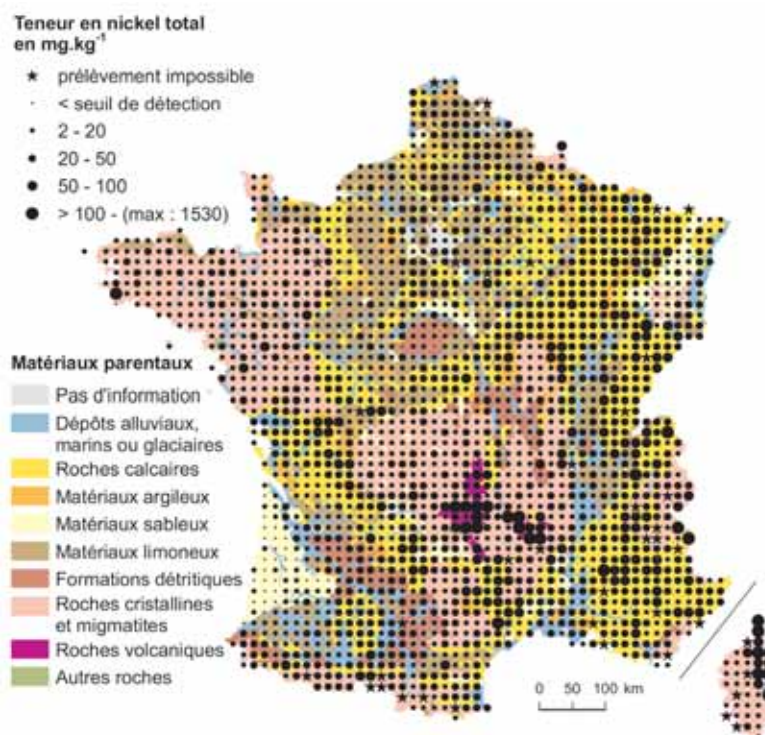 Teneur en nickel total
en mg.kg⁻¹
prélèvement impossible
< seuil de détection
2 - 20
20 - 50
50 - 100
> 100 - (max : 1530)
Matériaux parentaux
Pas d'information
Dépôts alluviaux,
marins ou glaciaires
Roches calcaires
Matériaux argileux
Matériaux sableux
Matériaux limoneux
Formations détritiques
Roches cristallines
et migmatites
Roches volcaniques
Autres roches
0 50 100 km